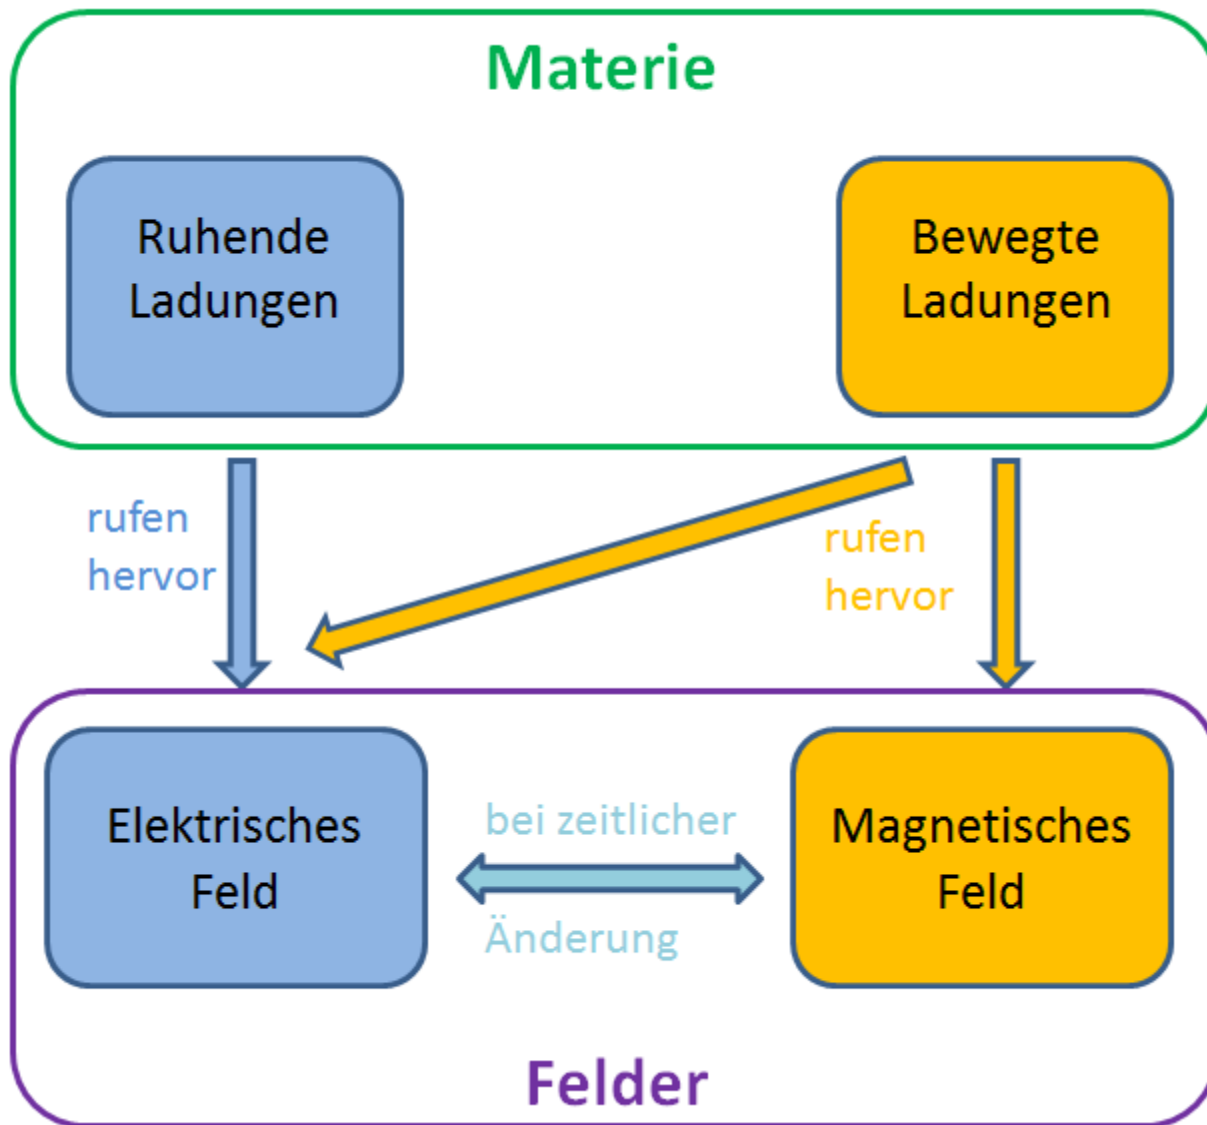 Materie
Ruhende
Ladungen
Bewegte
Ladungen
rufen
hervor
rufen
hervor
Elektrisches
Feld
bei zeitlicher
Änderung
Magnetisches
Feld
Felder